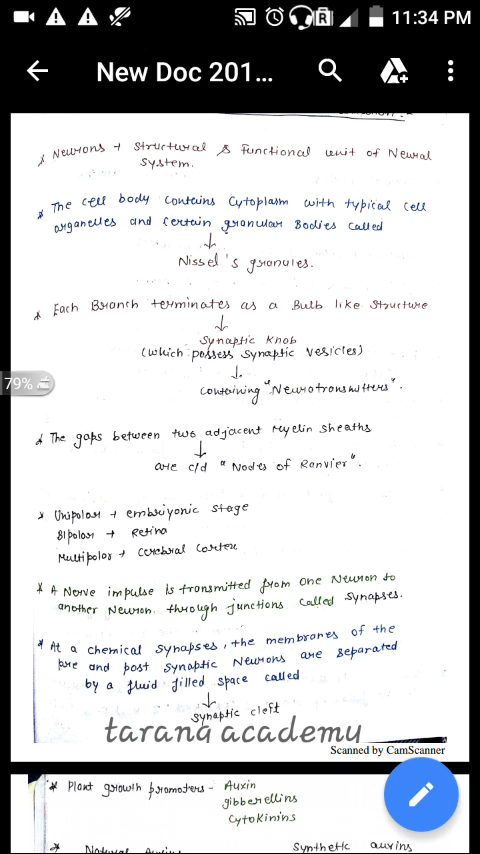 11:34 PM
New Doc 201...
* Neurons → Structural & Functional unit of Neural
System.
* The cell body contains cytoplasm with typical cell
organelles and certain granular Bodies called
↓
Nissel's granules.
* Each Branch terminates as a Bulb like structure
↓
Synaptic Knob
(which possess synaptic vesicles)
↓
containing "Neurotransmitters".
79%
* The gaps between two adjacent myelin sheaths
↓
are c/d "Nodes of Ranvier".
* Unipolar → embriyonic stage
Bipolar → Retina
Multipolar → cerebral cortex
* A Nerve impulse is transmitted from one Neuron to
another Neuron, through junctions called synapses.
* At a chemical synapses, the membranes of the
pre and post synaptic Neurons are separated
by a fluid filled space called
↓
synaptic cleft
tarang academy
Scanned by CamScanner
* Plant growth promoters - Auxin
gibberellins
cytokinins
synthetic auxins